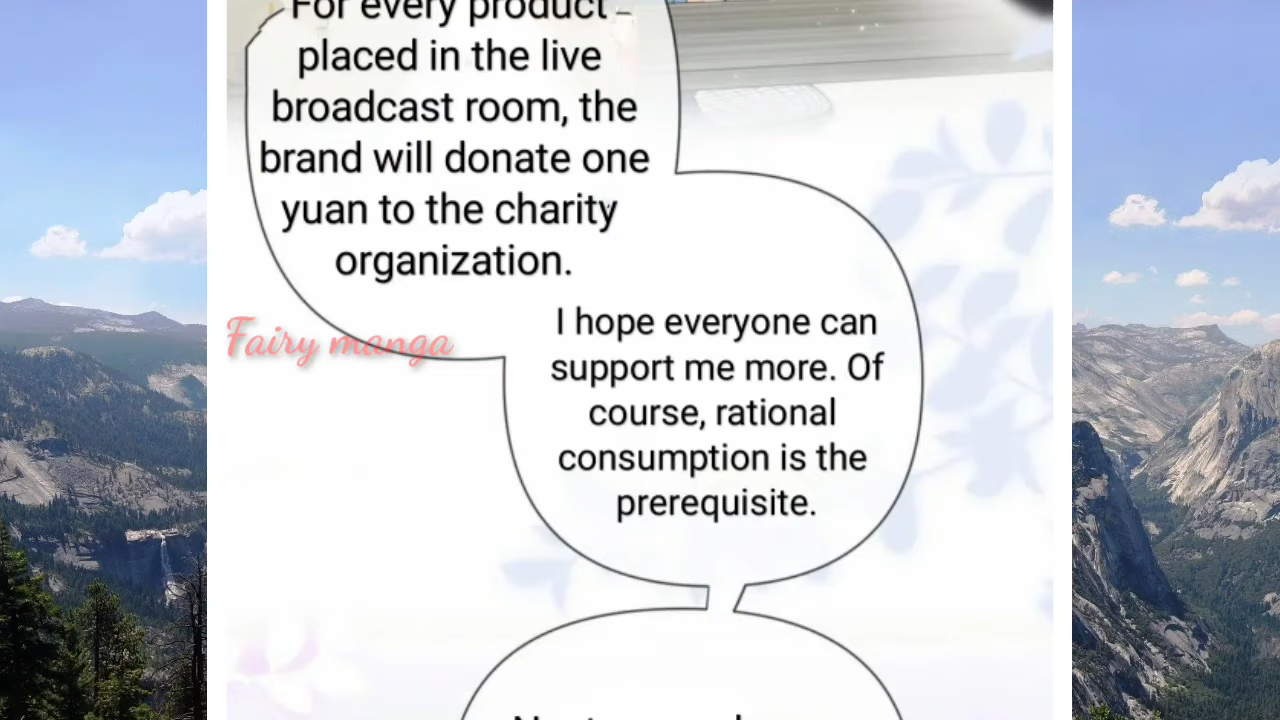 For every product
placed in the live
broadcast room, the
brand will donate one
yuan to the charity
organization.
Fairy manga
I hope everyone can
support me more. Of
course, rational
consumption is the
prerequisite.